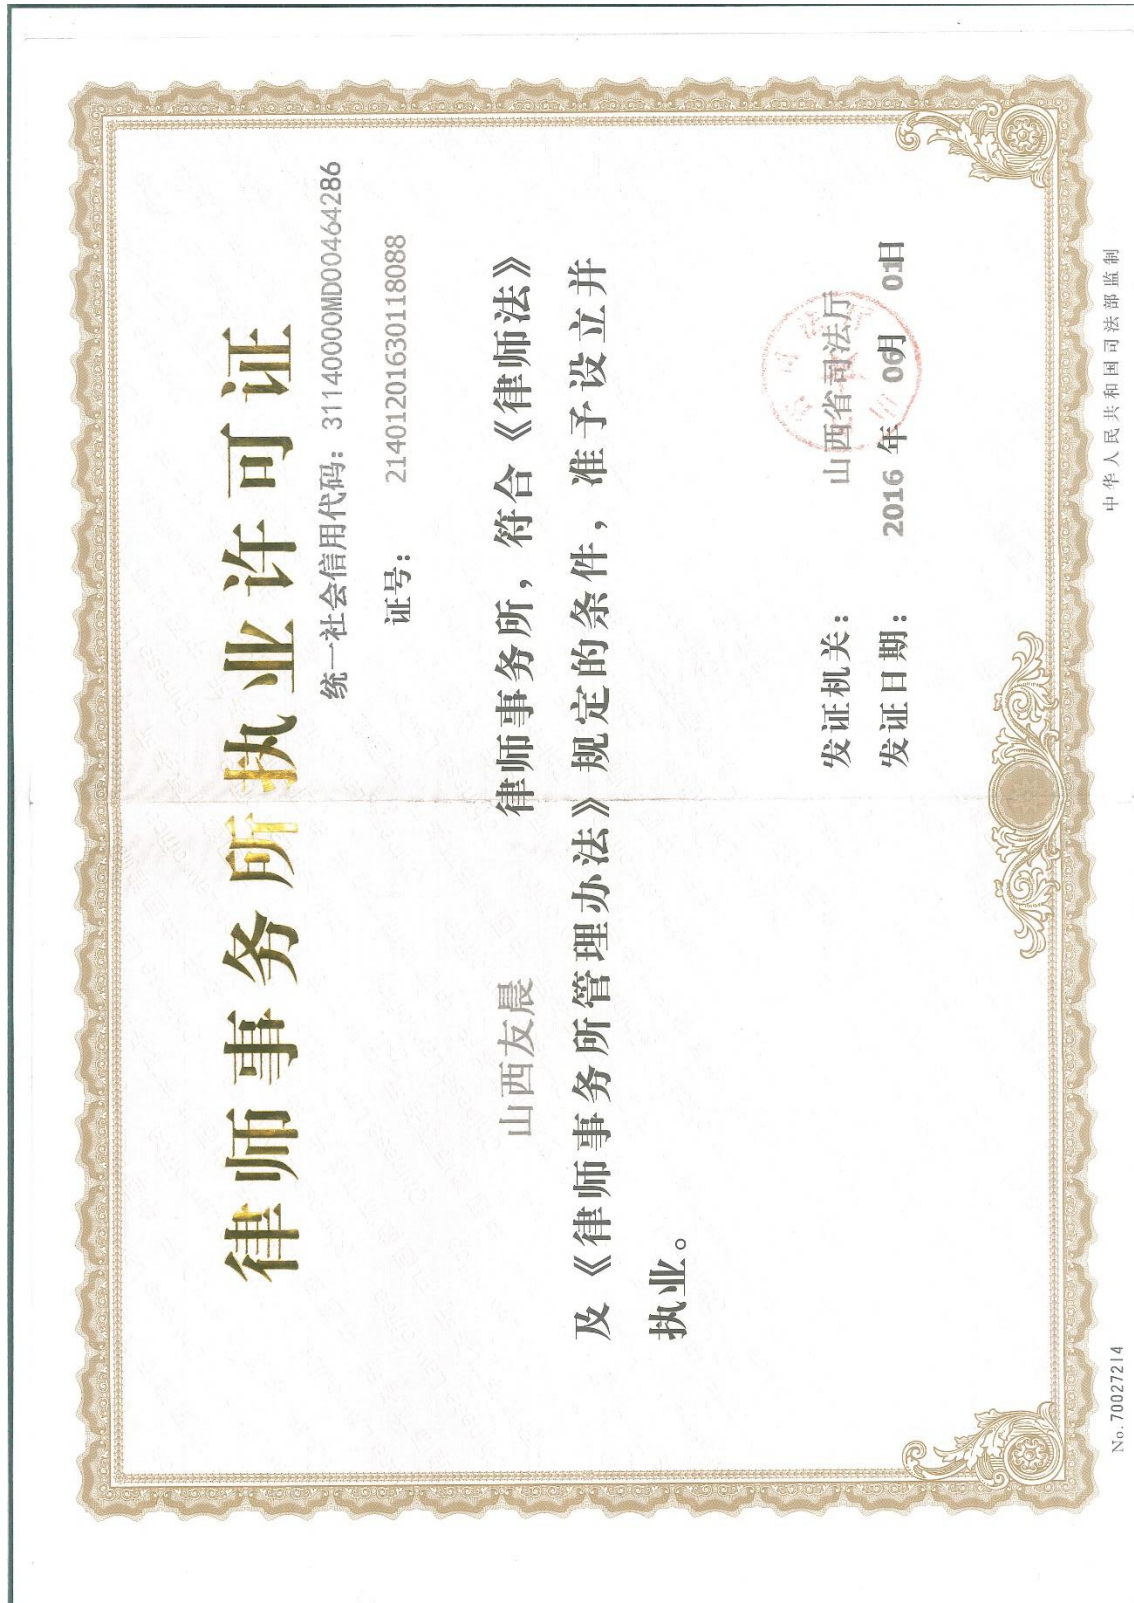 律师事务所执业许可证
统一社会信用代码：31140000MD00464286
证号：21401201630118088
山西友晨 律师事务所，符合《律师法》
及《律师事务所管理办法》规定的条件，准予设立并
执业。
发证机关：山西省司法厅
发证日期：2016 年 06月 01日
No. 70027214
中华人民共和国司法部监制